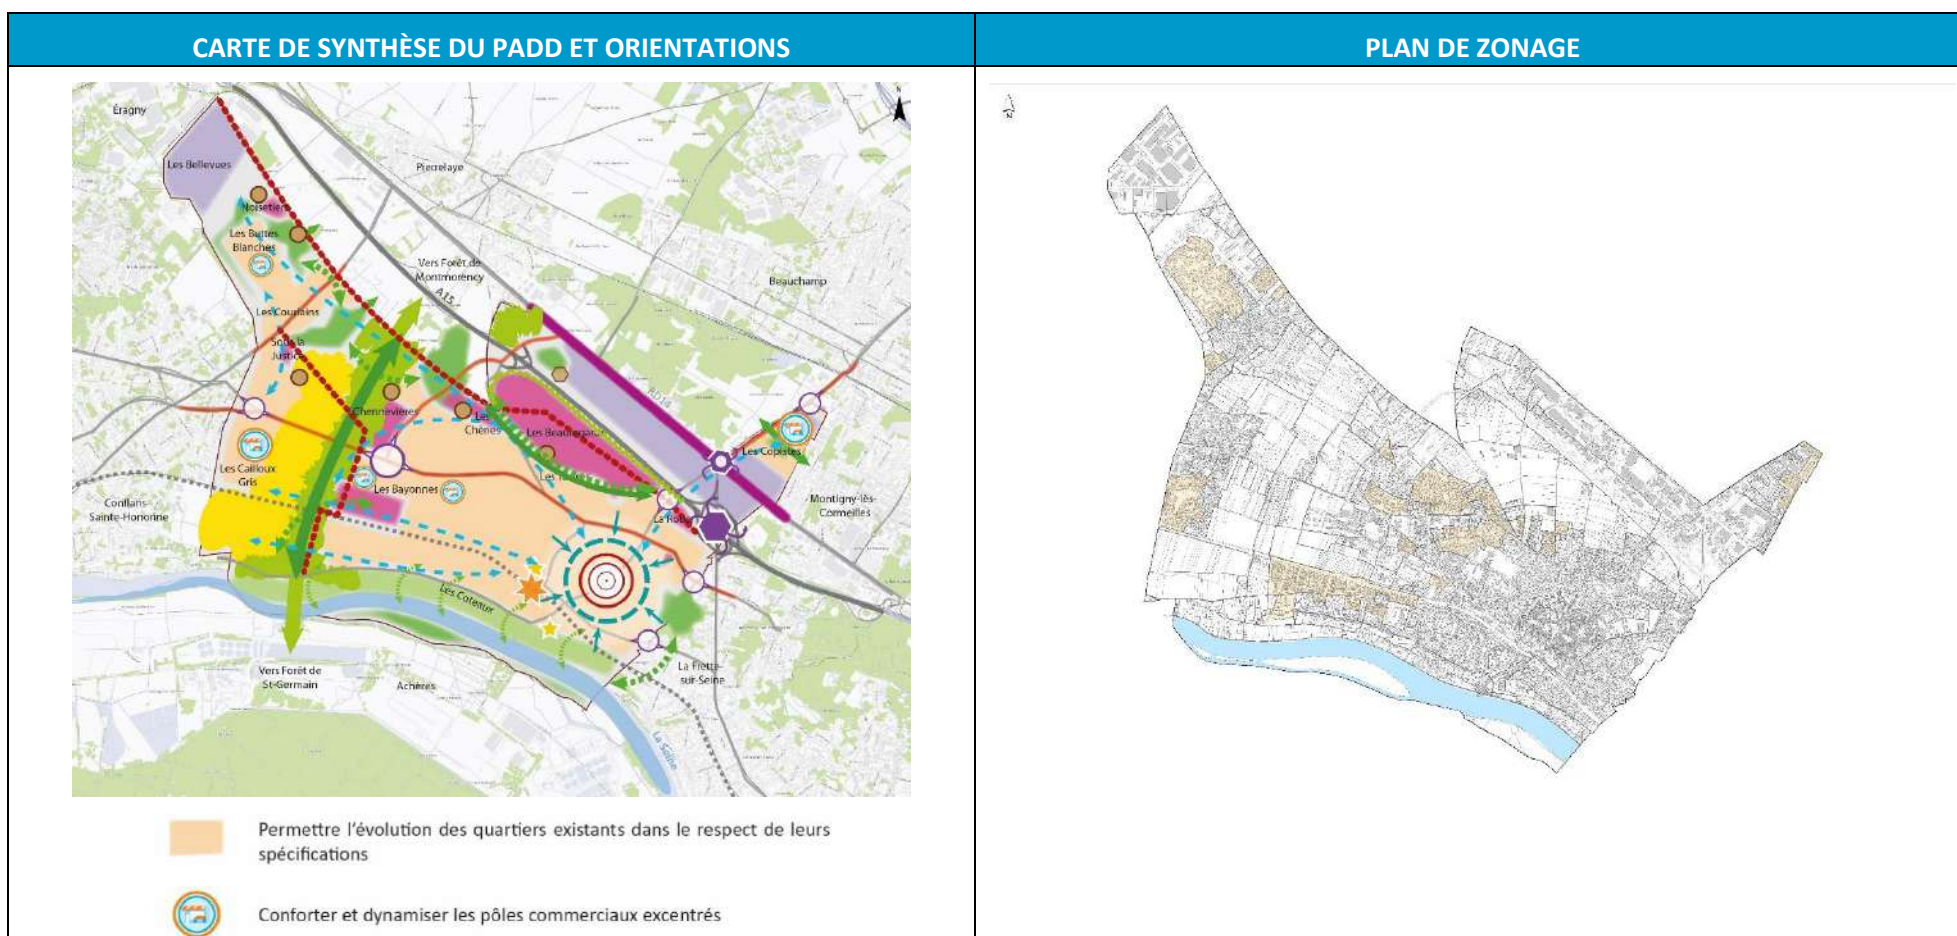 CARTE DE SYNTHÈSE DU PADD ET ORIENTATIONS
PLAN DE ZONAGE
Éragny
Les Bellevues
Pierrelaye
Noisetiers
Les Buttes
Blanches
Vers Forêt de
Montmorency
A15
Beauchamp
Les Courlains
Sous la
Justice
RD14
Chennevières
Les
Chênes
Les Beauregards
Les Copistes
Les Cailloux
Gris
Les Bayonnes
Montigny-lès-
Cormeilles
Conflans-
Sainte-Honorine
Les Coteaux
La Frette-
sur-Seine
Vers Forêt de
St-Germain
Achères
La Seine
Permettre l'évolution des quartiers existants dans le respect de leurs
spécifications
Conforter et dynamiser les pôles commerciaux excentrés